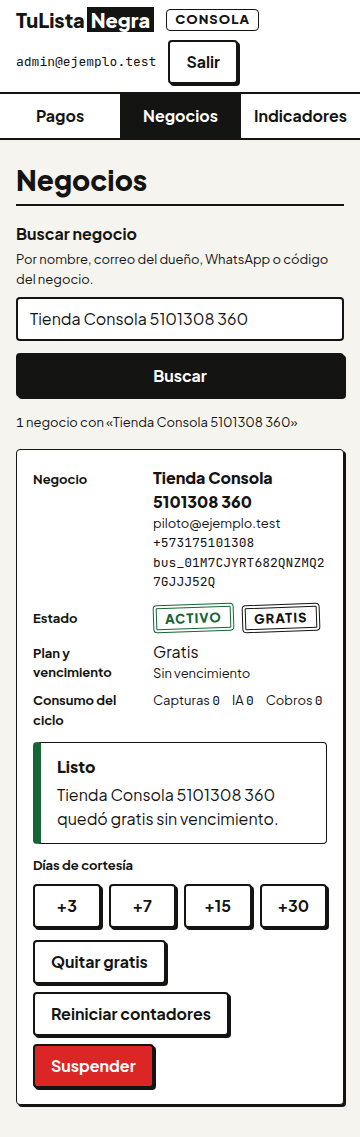 TuLista Negra CONSOLA
admin@ejemplo.test Salir
Pagos Negocios Indicadores
Negocios
Buscar negocio
Por nombre, correo del dueño, WhatsApp o código
del negocio.
Tienda Consola 5101308 360
Buscar
1 negocio con «Tienda Consola 5101308 360»
Negocio Tienda Consola
5101308 360
piloto@ejemplo.test
+573175101308
bus_01M7CJYRT682QNZMQ2
7GJJJ52Q
Estado ACTIVO GRATIS
Plan y Gratis
vencimiento Sin vencimiento
Consumo del Capturas 0 IA 0 Cobros 0
ciclo
Listo
Tienda Consola 5101308 360
quedó gratis sin vencimiento.
Días de cortesía
+3 +7 +15 +30
Quitar gratis
Reiniciar contadores
Suspender